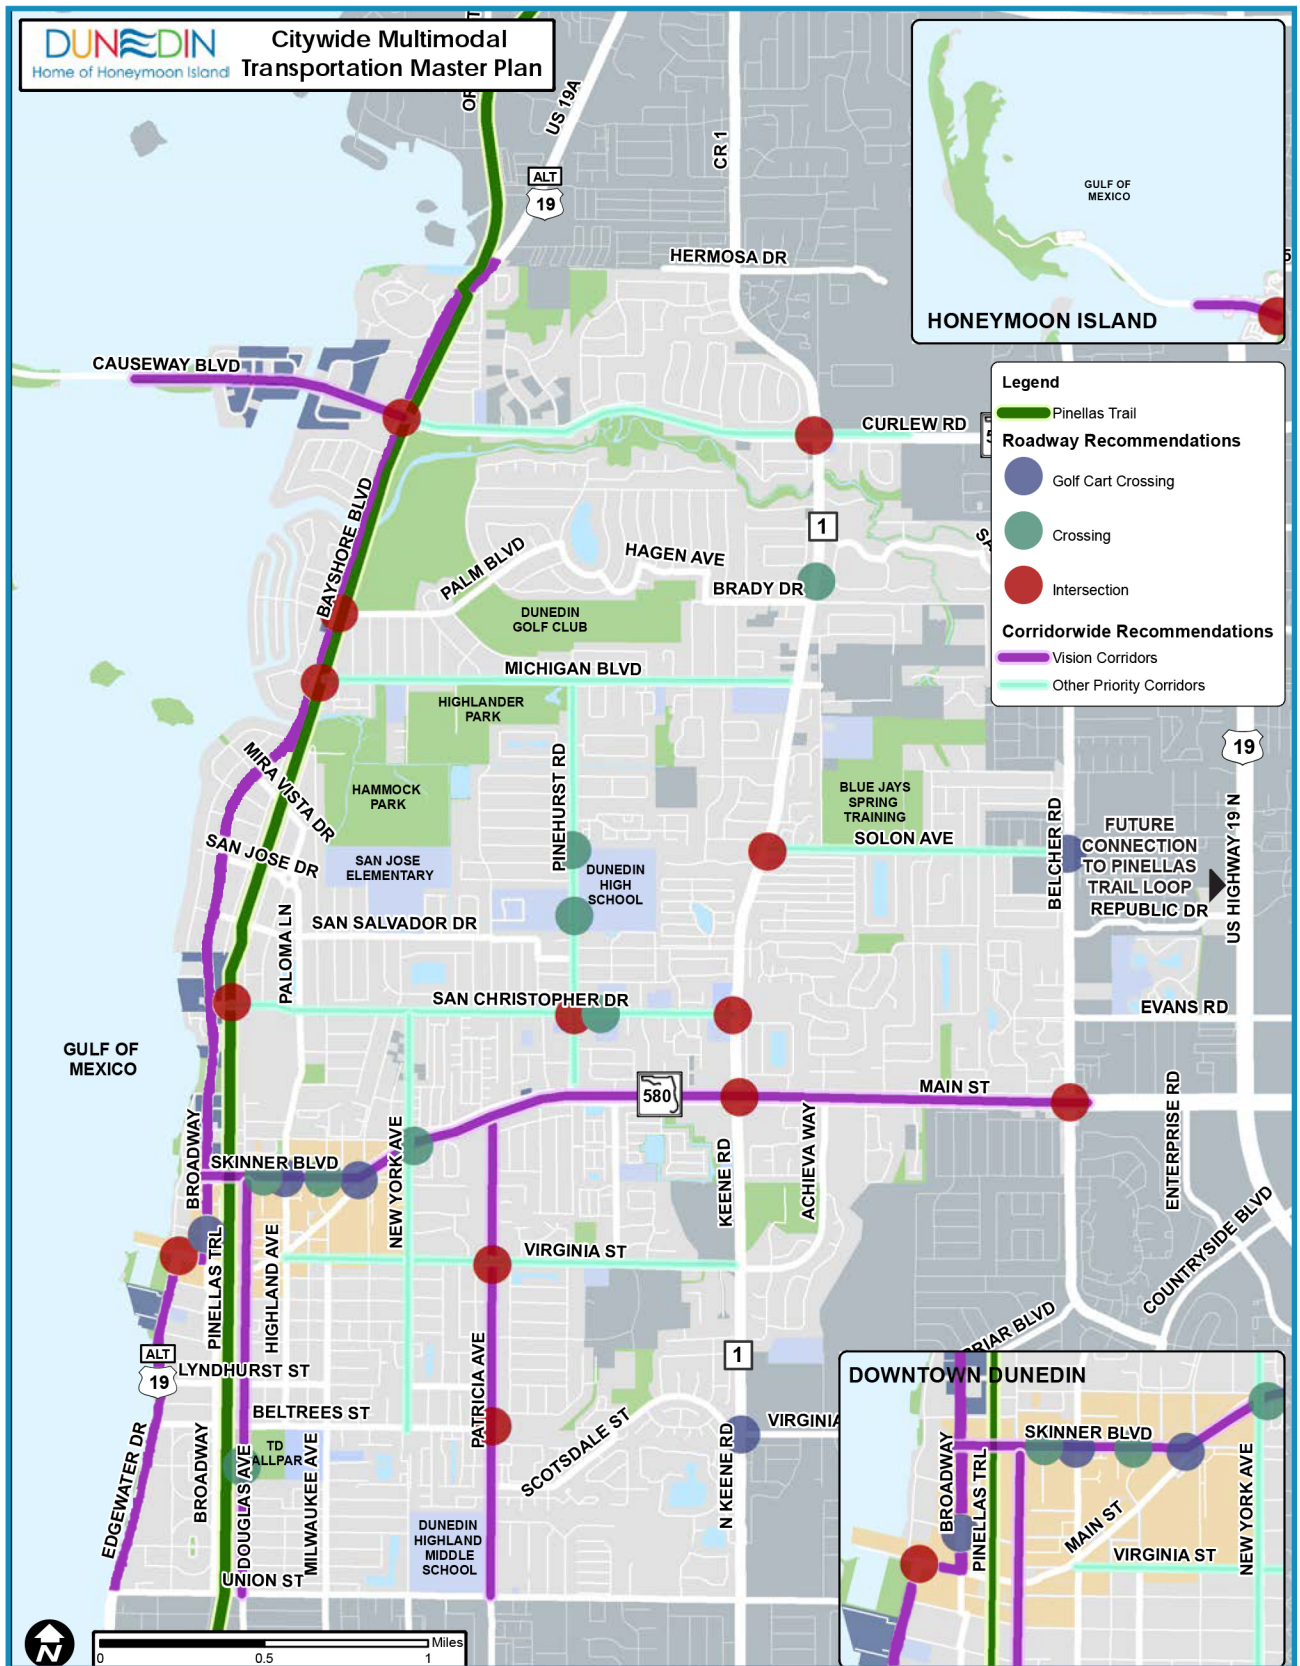 DUNEDIN
Home of Honeymoon Island
Citywide Multimodal
Transportation Master Plan
US 19A
CR 1
ALT
19
HERMOSA DR
GULF OF
MEXICO
HONEYMOON ISLAND
CAUSEWAY BLVD
CURLEW RD
Legend
Pinellas Trail
Roadway Recommendations
Golf Cart Crossing
Crossing
Intersection
Corridorwide Recommendations
Vision Corridors
Other Priority Corridors
BAYSHORE BLVD
1
PALM BLVD
HAGEN AVE
BRADY DR
DUNEDIN
GOLF CLUB
MICHIGAN BLVD
HIGHLANDER
PARK
19
MIRA VISTA DR
HAMMOCK
PARK
PINEHURST RD
BLUE JAYS
SPRING
TRAINING
SOLON AVE
BELCHER RD
FUTURE
CONNECTION
TO PINELLAS
TRAIL LOOP
US HIGHWAY 19 N
SAN JOSE DR
SAN JOSE
ELEMENTARY
DUNEDIN
HIGH
SCHOOL
REPUBLIC DR
PALOMA LN
SAN SALVADOR DR
SAN CHRISTOPHER DR
EVANS RD
GULF OF
MEXICO
580
MAIN ST
ENTERPRISE RD
BROADWAY
SKINNER BLVD
NEW YORK AVE
KEENE RD
ACHIEVA WAY
COUNTRYSIDE BLVD
PINELLAS TRL
HIGHLAND AVE
VIRGINIA ST
BRIAR BLVD
ALT
19
LYNDHURST ST
PATRICIA AVE
1
BELTREES ST
SCOTSDALE ST
VIRGINIA
N KEENE RD
EDGEWATER DR
BROADWAY
DOUGLAS AVE
TD
ALLPAR
MILWAUKEE AVE
DUNEDIN
HIGHLAND
MIDDLE
SCHOOL
UNION ST
DOWNTOWN DUNEDIN
SKINNER BLVD
BROADWAY
PINELLAS TRL
MAIN ST
VIRGINIA ST
NEW YORK AVE
N
Miles
0 0.5 1